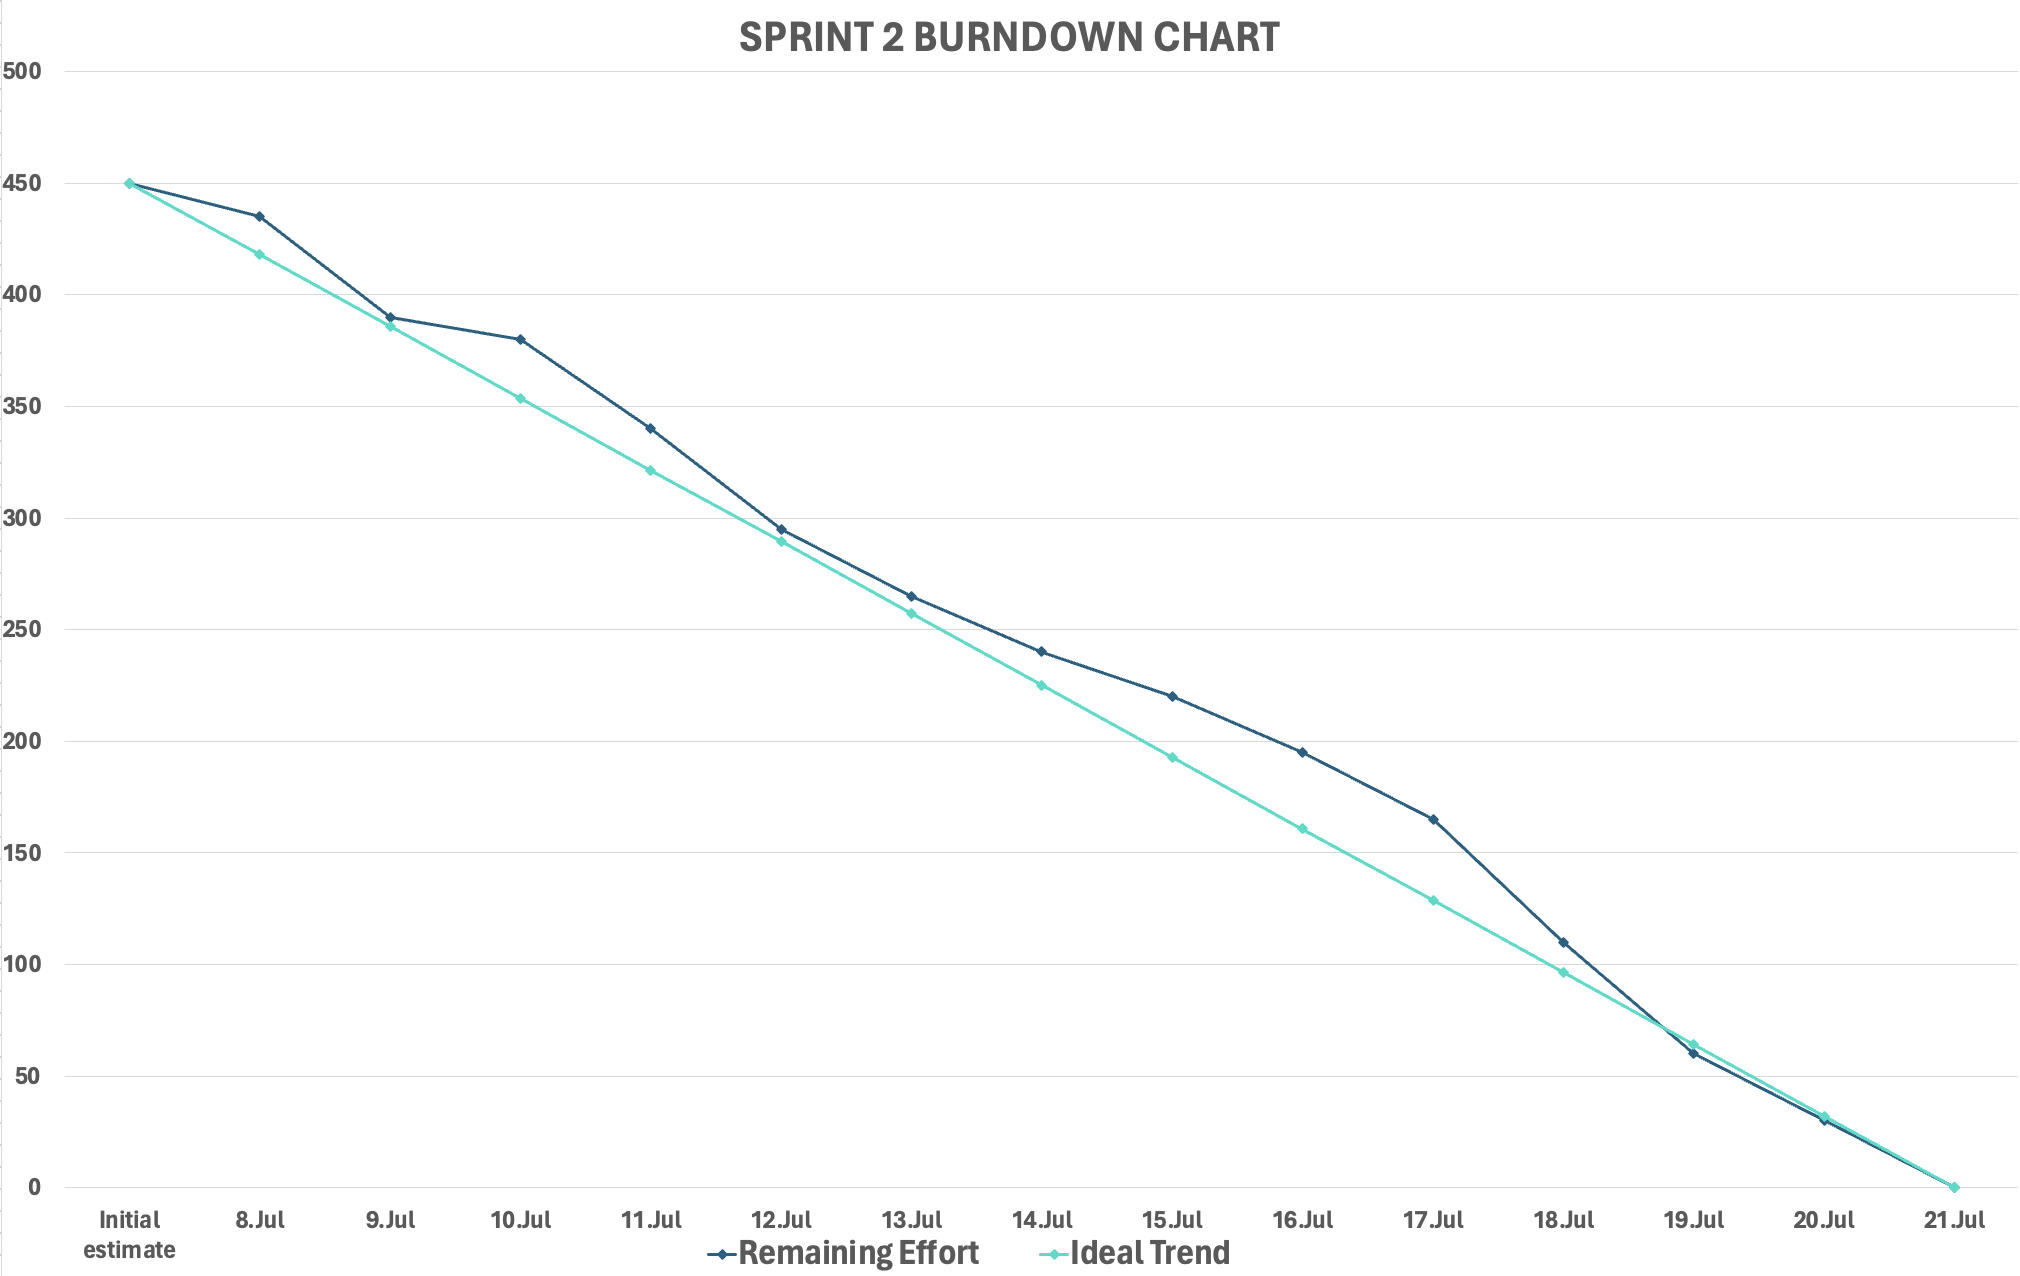 SPRINT 2 BURNDOWN CHART
500
450
400
350
300
250
200
150
100
50
0
Initial estimate
8.Jul
9.Jul
10.Jul
11.Jul
12.Jul
13.Jul
14.Jul
15.Jul
16.Jul
17.Jul
18.Jul
19.Jul
20.Jul
21.Jul
Remaining Effort
Ideal Trend